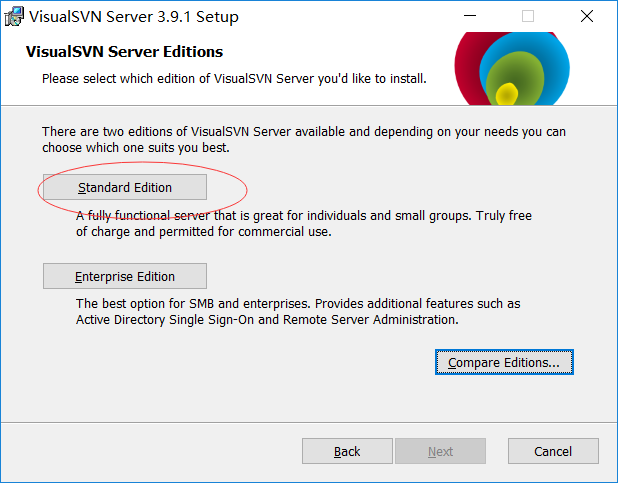 VisualSVN Server 3.9.1 Setup
VisualSVN Server Editions
Please select which edition of VisualSVN Server you'd like to install.
There are two editions of VisualSVN Server available and depending on your needs you can
choose which one suits you best.
Standard Edition
A fully functional server that is great for individuals and small groups. Truly free
of charge and permitted for commercial use.
Enterprise Edition
The best option for SMB and enterprises. Provides additional features such as
Active Directory Single Sign-On and Remote Server Administration.
Compare Editions...
Back
Next
Cancel